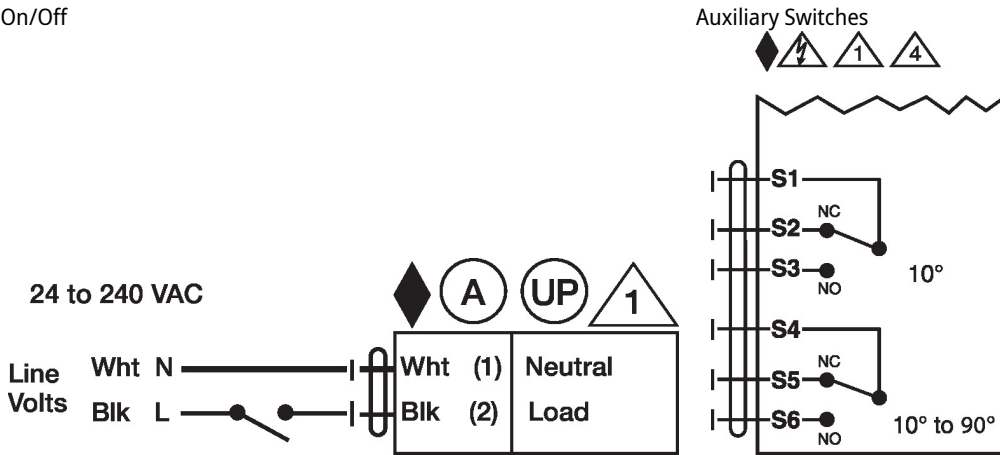 On/Off
Auxiliary Switches
1 4
S1
NC
S2
S3
NO
10°
S4
NC
S5
S6
NO
10° to 90°
24 to 240 VAC
A UP 1
Line Volts
Wht N
Wht (1) Neutral
Blk L
Blk (2) Load